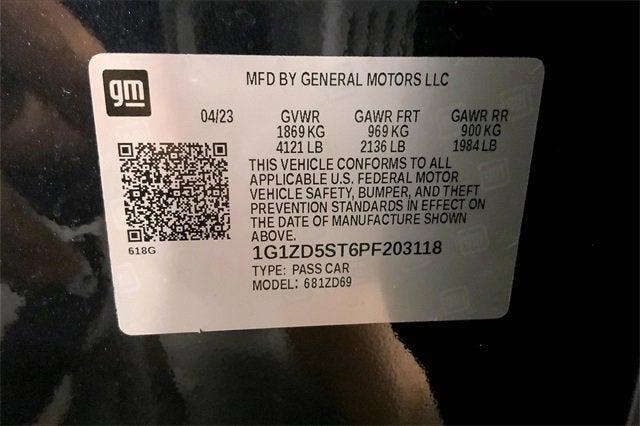 gm
MFD BY GENERAL MOTORS LLC
04/23 GVWR GAWR FRT GAWR RR
1869 KG 969 KG 900 KG
4121 LB 2136 LB 1984 LB
THIS VEHICLE CONFORMS TO ALL
APPLICABLE U.S. FEDERAL MOTOR
VEHICLE SAFETY, BUMPER, AND THEFT
PREVENTION STANDARDS IN EFFECT ON
THE DATE OF MANUFACTURE SHOWN
ABOVE.
618G
1G1ZD5ST6PF203118
TYPE: PASS CAR
MODEL: 681ZD69